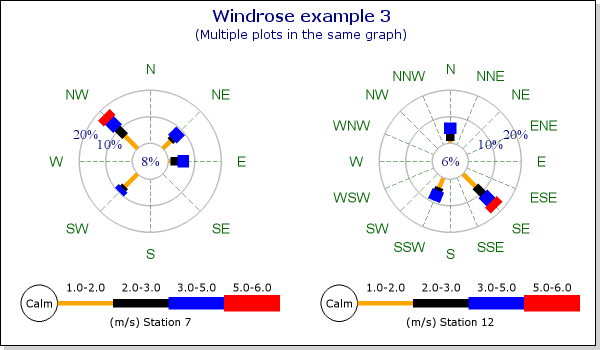 Windrose example 3
(Multiple plots in the same graph)
N
NW NE
20%
10%
W 8% E
SW SE
S
N
NNW NNE
NW NE
WNW 20% ENE
10%
W 6% E
WSW ESE
SW SE
SSW SSE
S
1.0-2.0 2.0-3.0 3.0-5.0 5.0-6.0
Calm
(m/s) Station 7
1.0-2.0 2.0-3.0 3.0-5.0 5.0-6.0
Calm
(m/s) Station 12